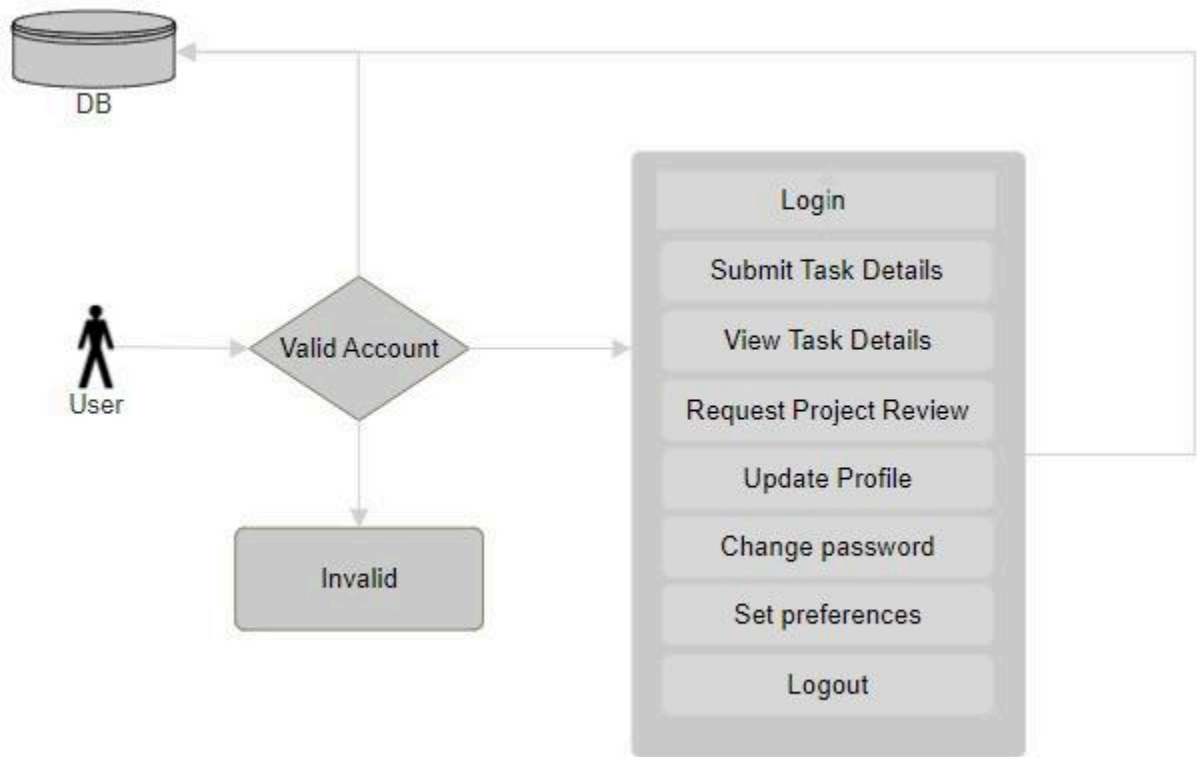 DB
Login
Submit Task Details
View Task Details
Valid Account
User
Request Project Review
Update Profile
Change password
Invalid
Set preferences
Logout